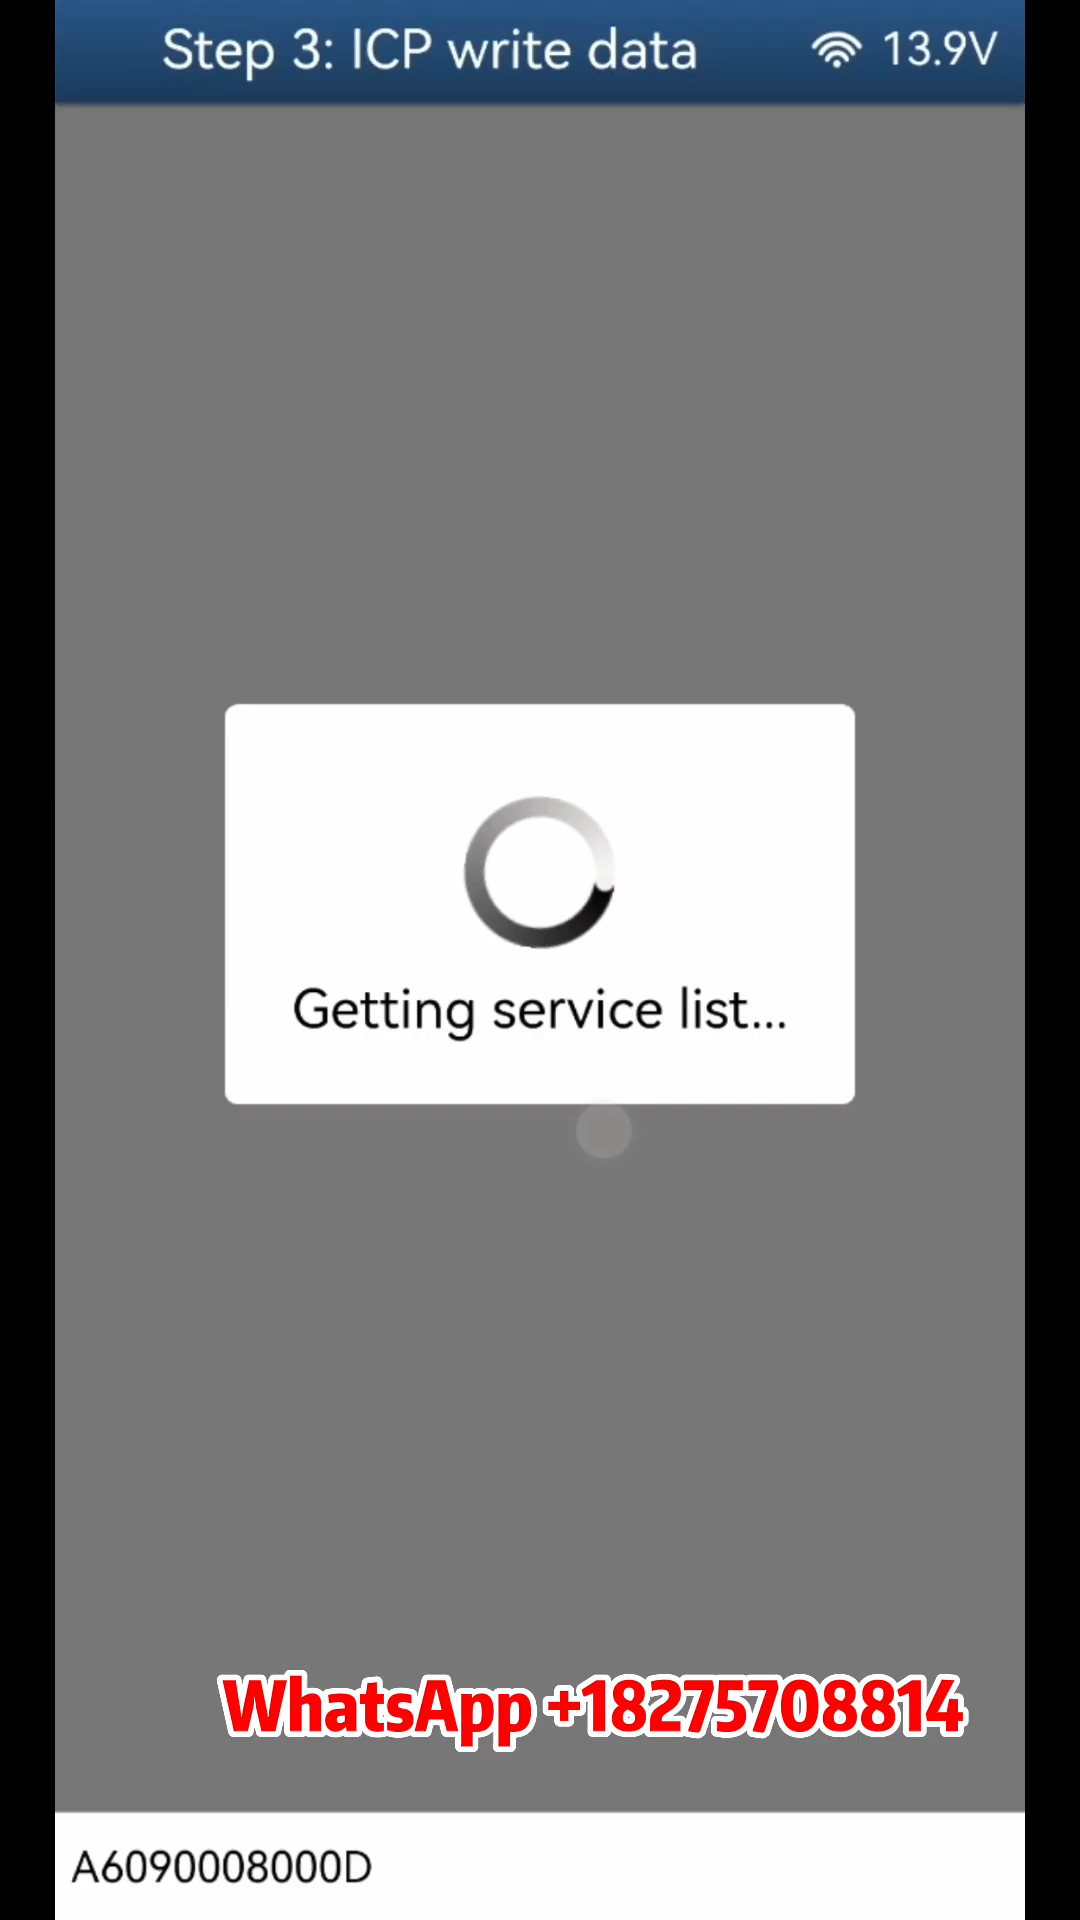 Step 3: ICP write data 13.9V
Getting service list...
WhatsApp +18275708814
A6090008000D